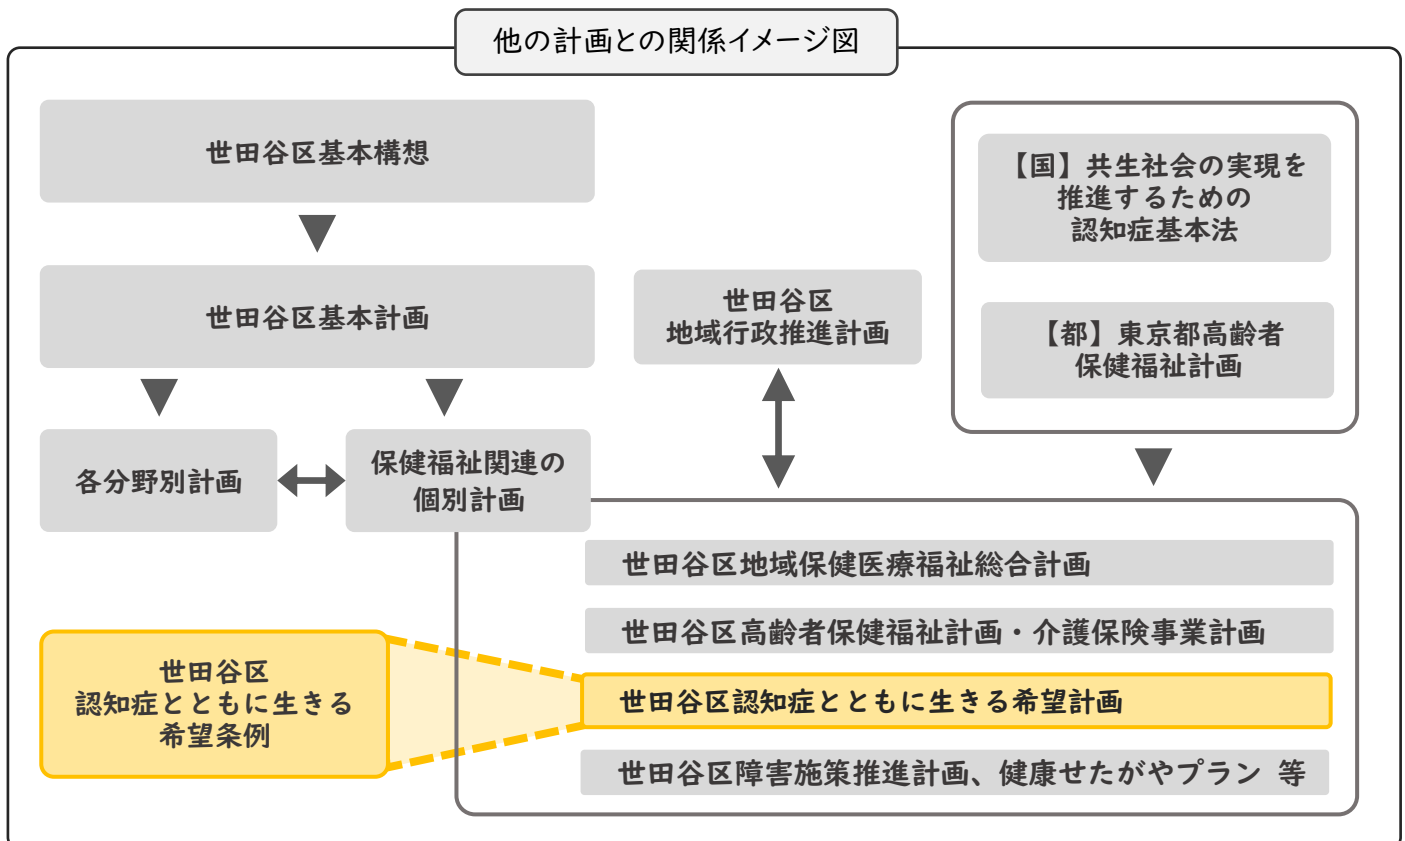 他の計画との関係イメージ図
世田谷区基本構想
世田谷区基本計画
各分野別計画
保健福祉関連の
個別計画
世田谷区
地域行政推進計画
【国】共生社会の実現を
推進するための
認知症基本法
【都】東京都高齢者
保健福祉計画
世田谷区地域保健医療福祉総合計画
世田谷区高齢者保健福祉計画・介護保険事業計画
世田谷区認知症とともに生きる希望計画
世田谷区障害施策推進計画、健康せたがやプラン 等
世田谷区
認知症とともに生きる
希望条例